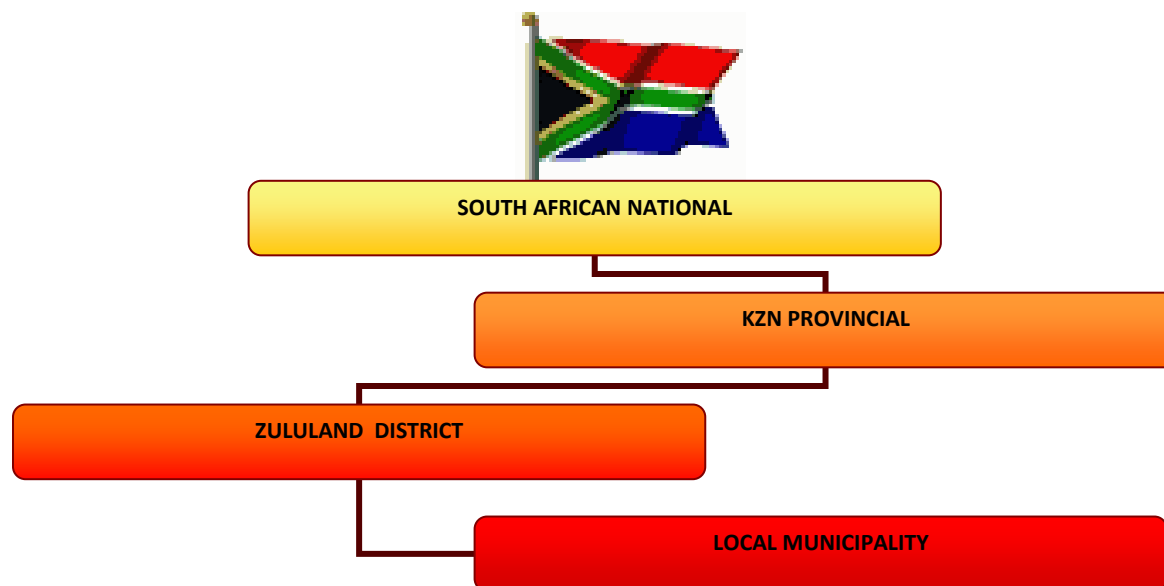 SOUTH AFRICAN NATIONAL
KZN PROVINCIAL
ZULULAND  DISTRICT
LOCAL MUNICIPALITY